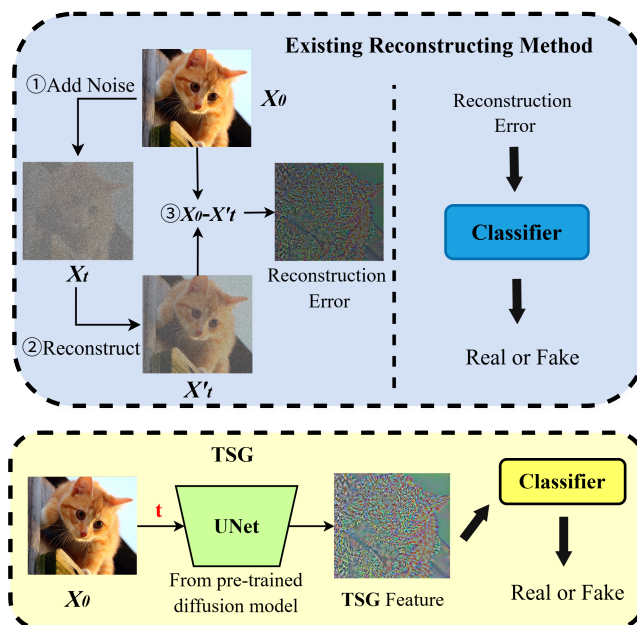 Existing Reconstructing Method
①Add Noise
X0
Xt
②Reconstruct
X't
③X0-X't
Reconstruction
Error
Reconstruction
Error
Classifier
Real or Fake
TSG
X0
t
UNet
From pre-trained
diffusion model
TSG Feature
Classifier
Real or Fake